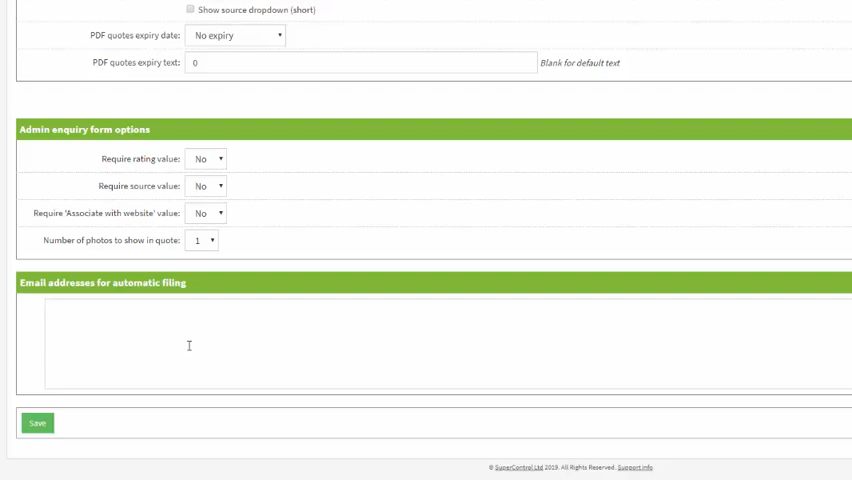 Show source dropdown (short)
PDF quotes expiry date: No expiry
PDF quotes expiry text: 0 Blank for default text
Admin enquiry form options
Require rating value: No
Require source value: No
Require 'Associate with website' value: No
Number of photos to show in quote: 1
Email addresses for automatic filing
Save
© SuperControl Ltd 2019. All Rights Reserved. Support info